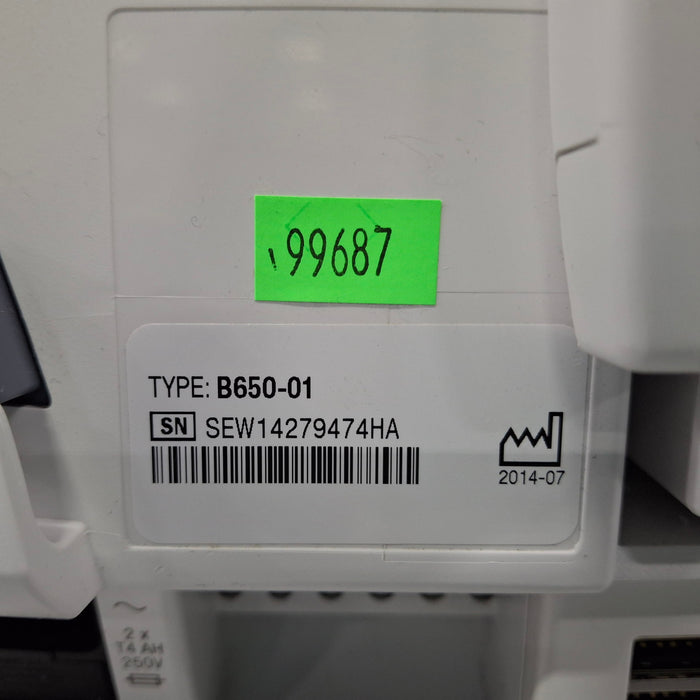 99687
TYPE: B650-01
SN SEW14279474HA
2014-07
2 x
T4 AH
250V